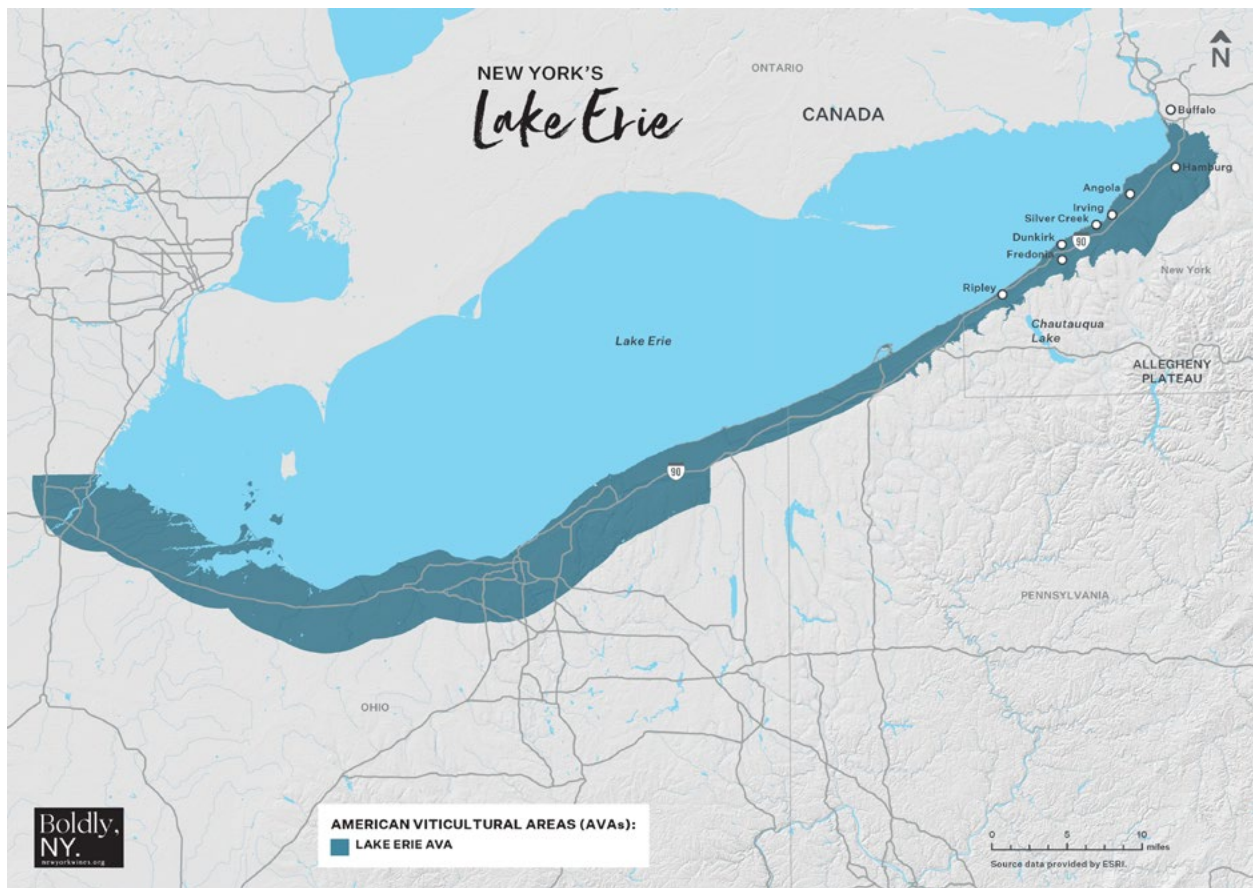 NEW YORK'S
Lake Erie
ONTARIO
CANADA
N
Buffalo
Hamburg
Angola
Irving
Silver Creek
Dunkirk
90
Fredonia
New York
Ripley
Chautauqua
Lake
Lake Erie
ALLEGHENY
PLATEAU
90
PENNSYLVANIA
OHIO
Boldly,
NY.
newyorkwines.org
AMERICAN VITICULTURAL AREAS (AVAs):
LAKE ERIE AVA
0 5 10
miles
Source data provided by ESRI.